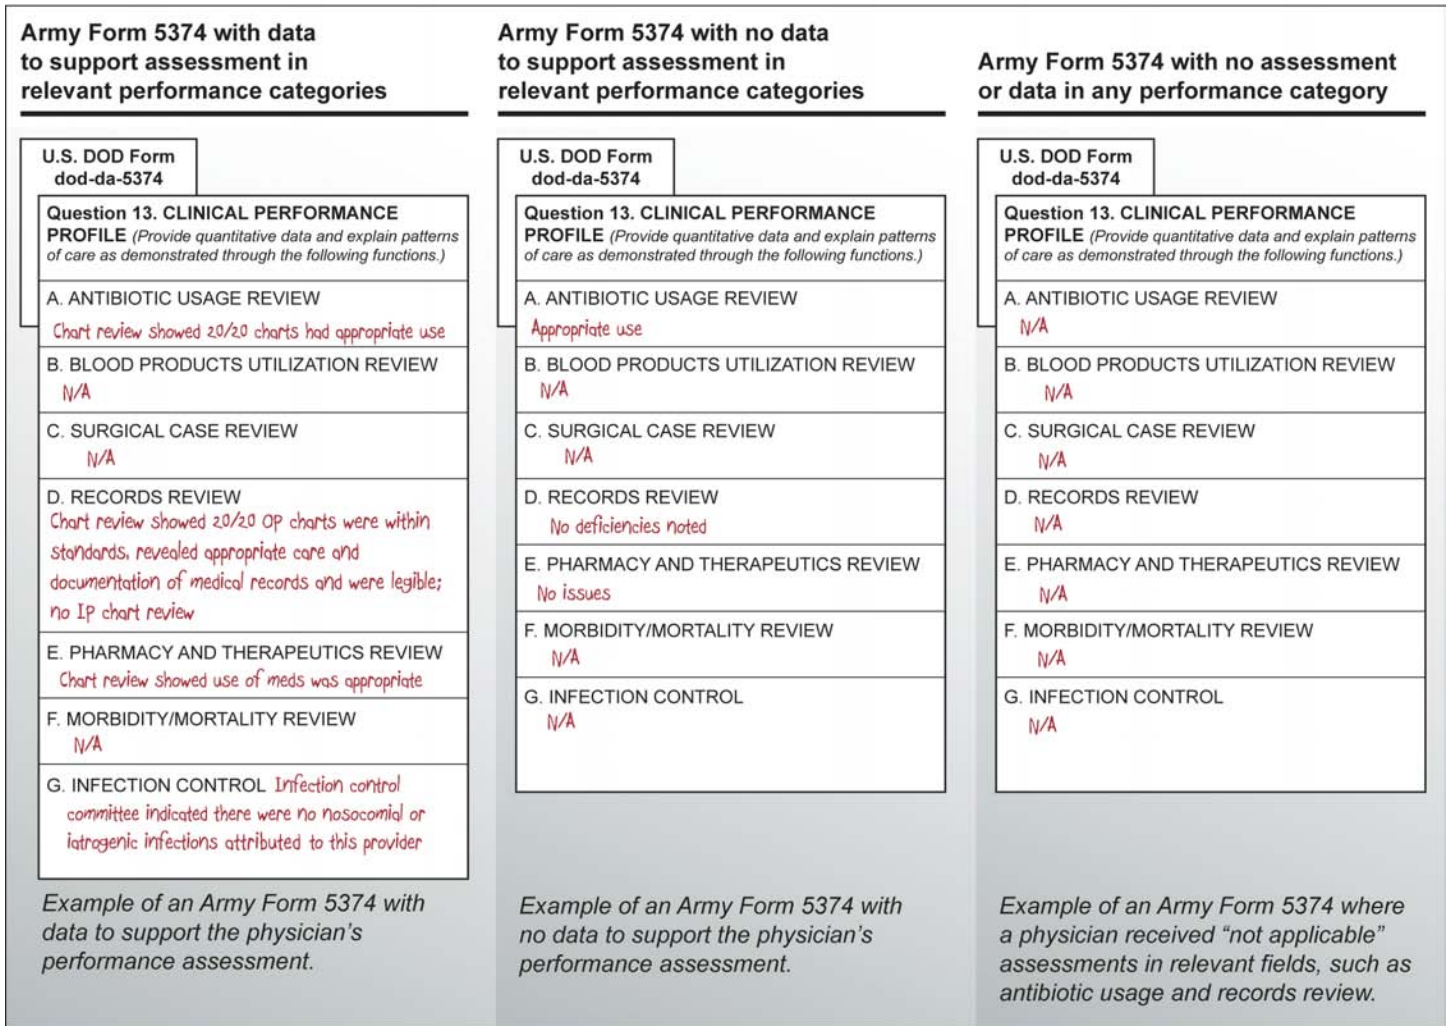 Army Form 5374 with data
to support assessment in
relevant performance categories
U.S. DOD Form
dod-da-5374
Question 13. CLINICAL PERFORMANCE
PROFILE (Provide quantitative data and explain patterns
of care as demonstrated through the following functions.)
A. ANTIBIOTIC USAGE REVIEW
Chart review showed 20/20 charts had appropriate use
B. BLOOD PRODUCTS UTILIZATION REVIEW
N/A
C. SURGICAL CASE REVIEW
N/A
D. RECORDS REVIEW
Chart review showed 20/20 OP charts were within
standards, revealed appropriate care and
documentation of medical records and were legible;
no IP chart review
E. PHARMACY AND THERAPEUTICS REVIEW
Chart review showed use of meds was appropriate
F. MORBIDITY/MORTALITY REVIEW
N/A
G. INFECTION CONTROL Infection control
committee indicated there were no nosocomial or
iatrogenic infections attributed to this provider
Example of an Army Form 5374 with
data to support the physician's
performance assessment.
Army Form 5374 with no data
to support assessment in
relevant performance categories
U.S. DOD Form
dod-da-5374
Question 13. CLINICAL PERFORMANCE
PROFILE (Provide quantitative data and explain patterns
of care as demonstrated through the following functions.)
A. ANTIBIOTIC USAGE REVIEW
Appropriate use
B. BLOOD PRODUCTS UTILIZATION REVIEW
N/A
C. SURGICAL CASE REVIEW
N/A
D. RECORDS REVIEW
No deficiencies noted
E. PHARMACY AND THERAPEUTICS REVIEW
No issues
F. MORBIDITY/MORTALITY REVIEW
N/A
G. INFECTION CONTROL
N/A
Example of an Army Form 5374 with
no data to support the physician's
performance assessment.
Army Form 5374 with no assessment
or data in any performance category
U.S. DOD Form
dod-da-5374
Question 13. CLINICAL PERFORMANCE
PROFILE (Provide quantitative data and explain patterns
of care as demonstrated through the following functions.)
A. ANTIBIOTIC USAGE REVIEW
N/A
B. BLOOD PRODUCTS UTILIZATION REVIEW
N/A
C. SURGICAL CASE REVIEW
N/A
D. RECORDS REVIEW
N/A
E. PHARMACY AND THERAPEUTICS REVIEW
N/A
F. MORBIDITY/MORTALITY REVIEW
N/A
G. INFECTION CONTROL
N/A
Example of an Army Form 5374 where
a physician received "not applicable"
assessments in relevant fields, such as
antibiotic usage and records review.